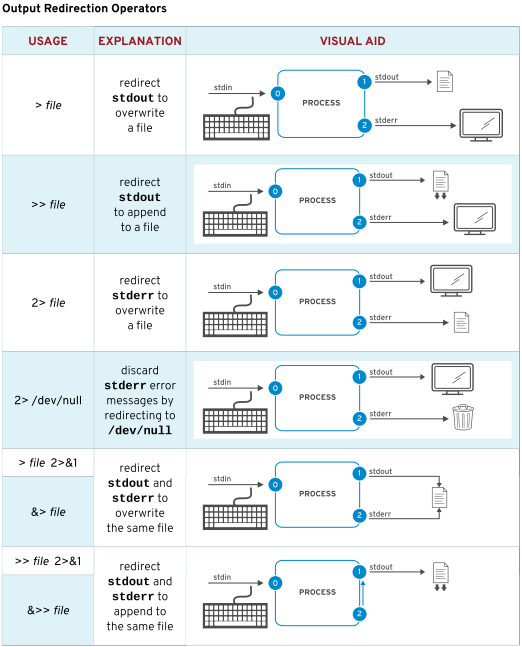 Output Redirection Operators
USAGE
EXPLANATION
VISUAL AID
> file
redirect
stdout to
overwrite
a file
stdin
0
PROCESS
1
stdout
2
stderr
>> file
redirect
stdout
to append
to a file
stdin
0
PROCESS
1
stdout
2
stderr
2> file
redirect
stderr to
overwrite
a file
stdin
0
PROCESS
1
stdout
2
stderr
2> /dev/null
discard
stderr error
messages by
redirecting to
/dev/null
stdin
0
PROCESS
1
stdout
2
stderr
> file 2>&1
&> file
redirect
stdout and
stderr to
overwrite
the same file
stdin
0
PROCESS
1
stdout
2
stderr
>> file 2>&1
&>> file
redirect
stdout and
stderr to
append to
the same file
stdin
0
PROCESS
1
stdout
2